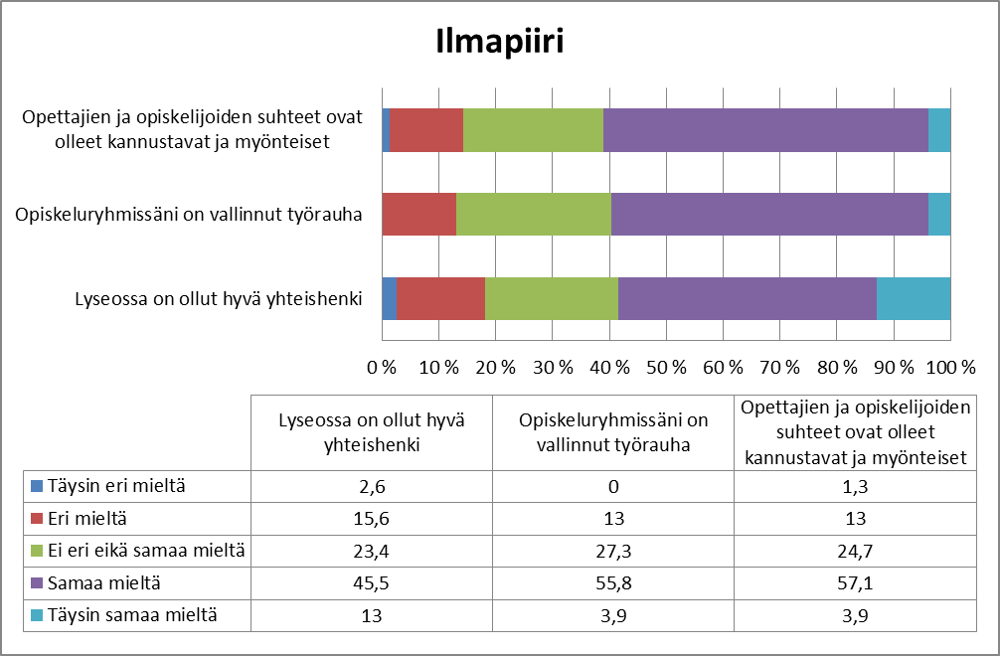 Ilmapiiri
Opettajien ja opiskelijoiden suhteet ovat
olleet kannustavat ja myönteiset
Opiskeluryhmissäni on vallinnut työrauha
Lyseossa on ollut hyvä yhteishenki
0 % 10 % 20 % 30 % 40 % 50 % 60 % 70 % 80 % 90 % 100 %
Lyseossa on ollut hyvä
yhteishenki
Opiskeluryhmissäni on
vallinnut työrauha
Opettajien ja opiskelijoiden
suhteet ovat olleet
kannustavat ja myönteiset
Täysin eri mieltä 2,6 0 1,3
Eri mieltä 15,6 13 13
Ei eri eikä samaa mieltä 23,4 27,3 24,7
Samaa mieltä 45,5 55,8 57,1
Täysin samaa mieltä 13 3,9 3,9